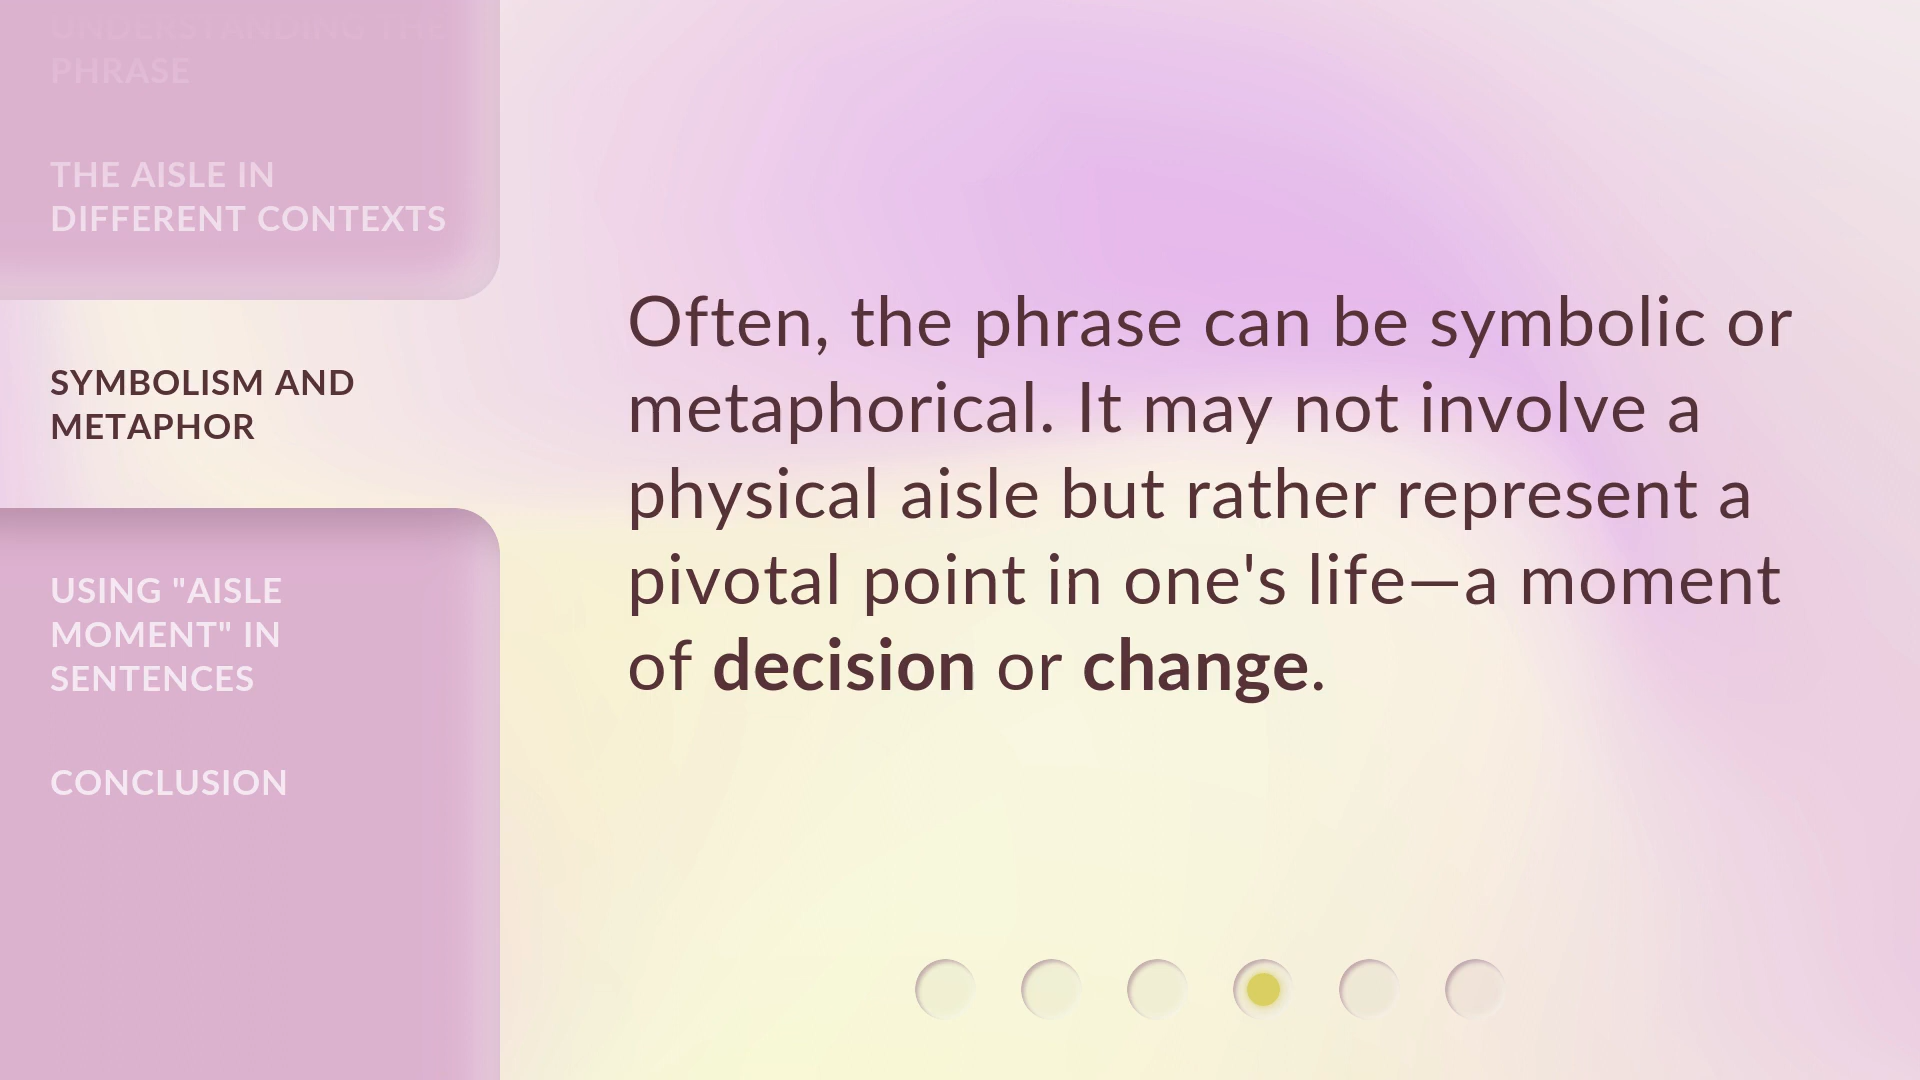 UNDERSTANDING THE
PHRASE
THE AISLE IN
DIFFERENT CONTEXTS
SYMBOLISM AND
METAPHOR
USING "AISLE
MOMENT" IN
SENTENCES
CONCLUSION
Often, the phrase can be symbolic or
metaphorical. It may not involve a
physical aisle but rather represent a
pivotal point in one's life—a moment
of decision or change.